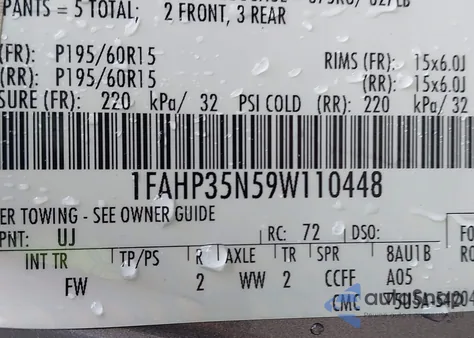 PANTS = 5 TOTAL; 2 FRONT, 3 REAR
(FR): P195/60R15 RIMS (FR): 15x6.0J
(RR): P195/60R15 (RR): 15x6.0J
SURE (FR): 220 kPa/ 32 PSI COLD (RR): 220 kPa/ 32
1FAHP35N59W110448
ER TOWING - SEE OWNER GUIDE
PNT: UJ RC: 72 DSO: FO
INT TR TP/PS R AXLE TR SPR 8AU1B
FW 2 WW 2 CCFF A05
CMC